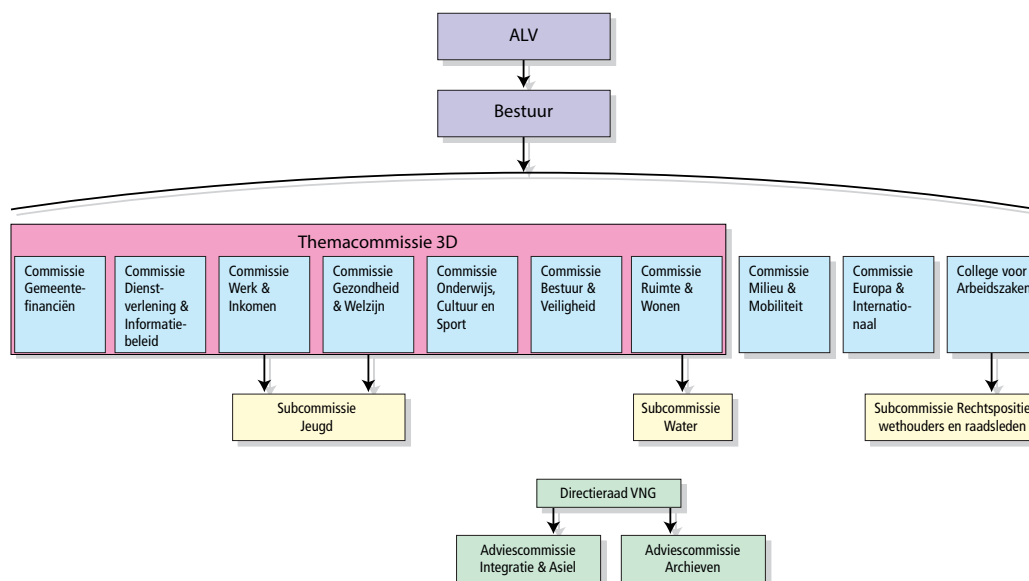 ALV
Bestuur
Themacommissie 3D
Commissie
Gemeente-
financiën
Commissie
Dienst-
verlening &
Informatie-
beleid
Commissie
Werk &
Inkomen
Commissie
Gezondheid
& Welzijn
Commissie
Onderwijs,
Cultuur en
Sport
Commissie
Bestuur &
Veiligheid
Commissie
Ruimte &
Wonen
Commissie
Milieu &
Mobiliteit
Commissie
Europa &
Internatio-
naal
College voor
Arbeidszaken
Subcommissie
Jeugd
Subcommissie
Water
Subcommissie Rechtspositie
wethouders en raadsleden
Directieraad VNG
Adviescommissie
Integratie & Asiel
Adviescommissie
Archieven